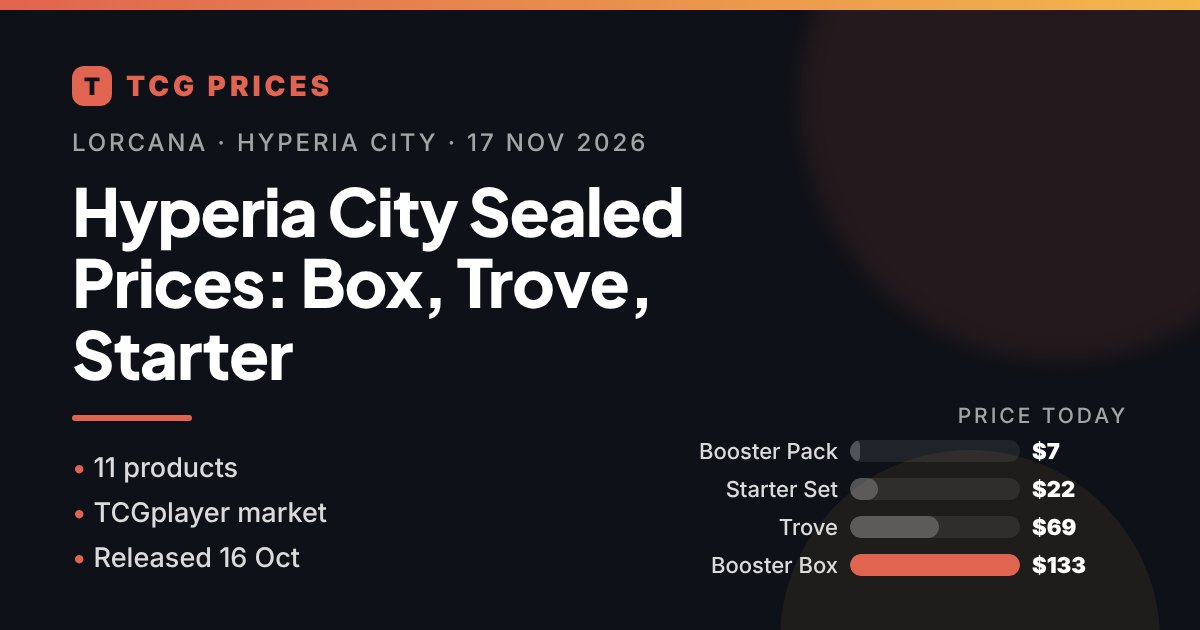 T TCG PRICES
LORCANA · HYPERIA CITY · 17 NOV 2026
Hyperia City Sealed
Prices: Box, Trove,
Starter
• 11 products
• TCGplayer market
• Released 16 Oct
PRICE TODAY
Booster Pack $7
Starter Set $22
Trove $69
Booster Box $133